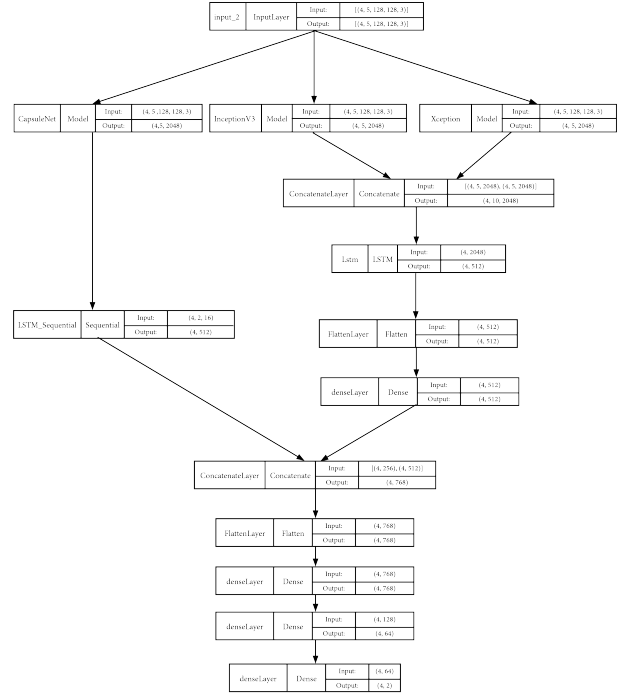 input_2 InputLayer Input: [(4, 5, 128, 128, 3)]
Output: [(4, 5, 128, 128, 3)]
CapsuleNet Model Input: (4, 5 ,128, 128, 3)
Output: (4,5, 2048)
InceptionV3 Model Input: (4, 5, 128, 128, 3)
Output: (4, 5, 2048)
Xception Model Input: (4, 5, 128, 128, 3)
Output: (4, 5, 2048)
ConcatenateLayer Concatenate Input: [(4, 5, 2048), (4, 5, 2048)]
Output: (4, 10, 2048)
Lstm LSTM Input: (4, 2048)
Output: (4, 512)
LSTM_Sequential Sequential Input: (4, 2, 16)
Output: (4, 512)
FlattenLayer Flatten Input: (4, 512)
Output: (4, 512)
denseLayer Dense Input: (4, 512)
Output: (4, 512)
ConcatenateLayer Concatenate Input: [(4, 256), (4, 512)]
Output: (4, 768)
FlattenLayer Flatten Input: (4, 768)
Output: (4, 768)
denseLayer Dense Input: (4, 768)
Output: (4, 768)
denseLayer Dense Input: (4, 128)
Output: (4, 64)
denseLayer Dense Input: (4, 64)
Output: (4, 2)